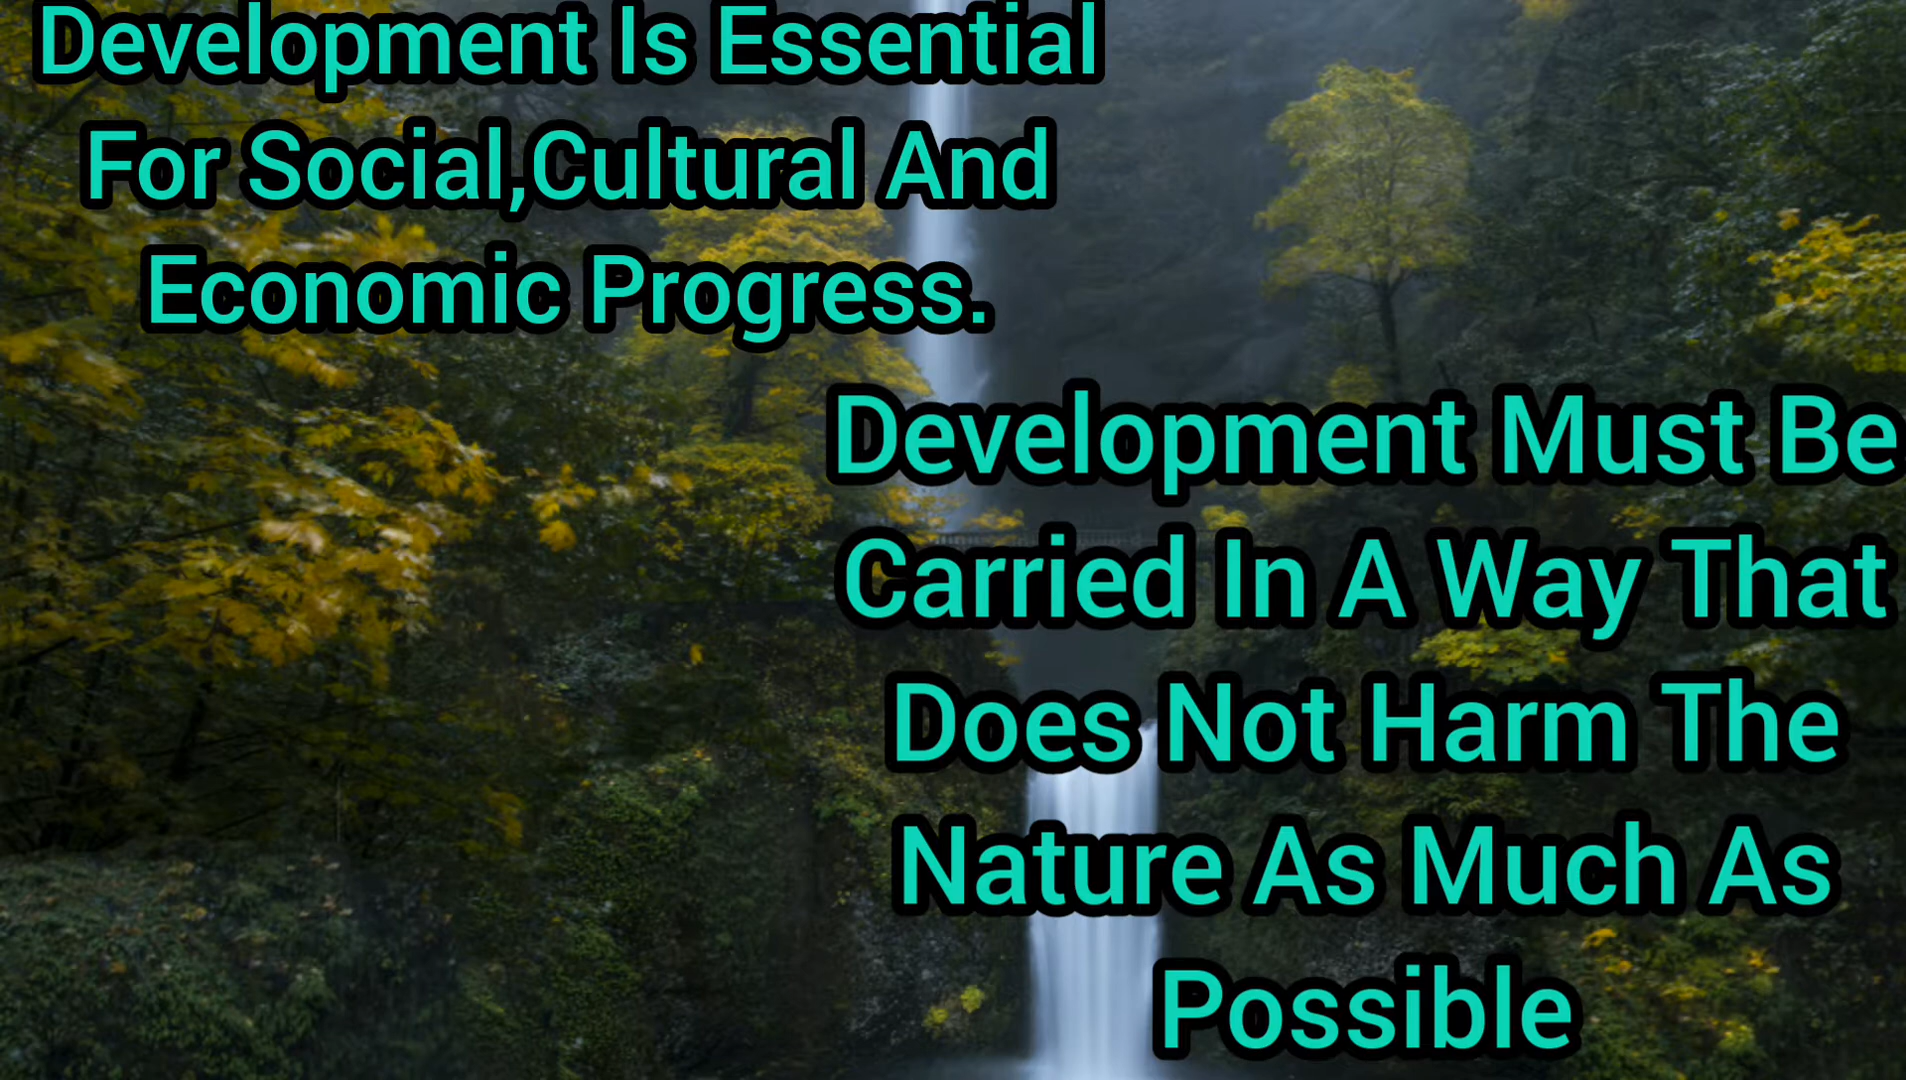 Development Is Essential
For Social,Cultural And
Economic Progress.
Development Must Be
Carried In A Way That
Does Not Harm The
Nature As Much As
Possible